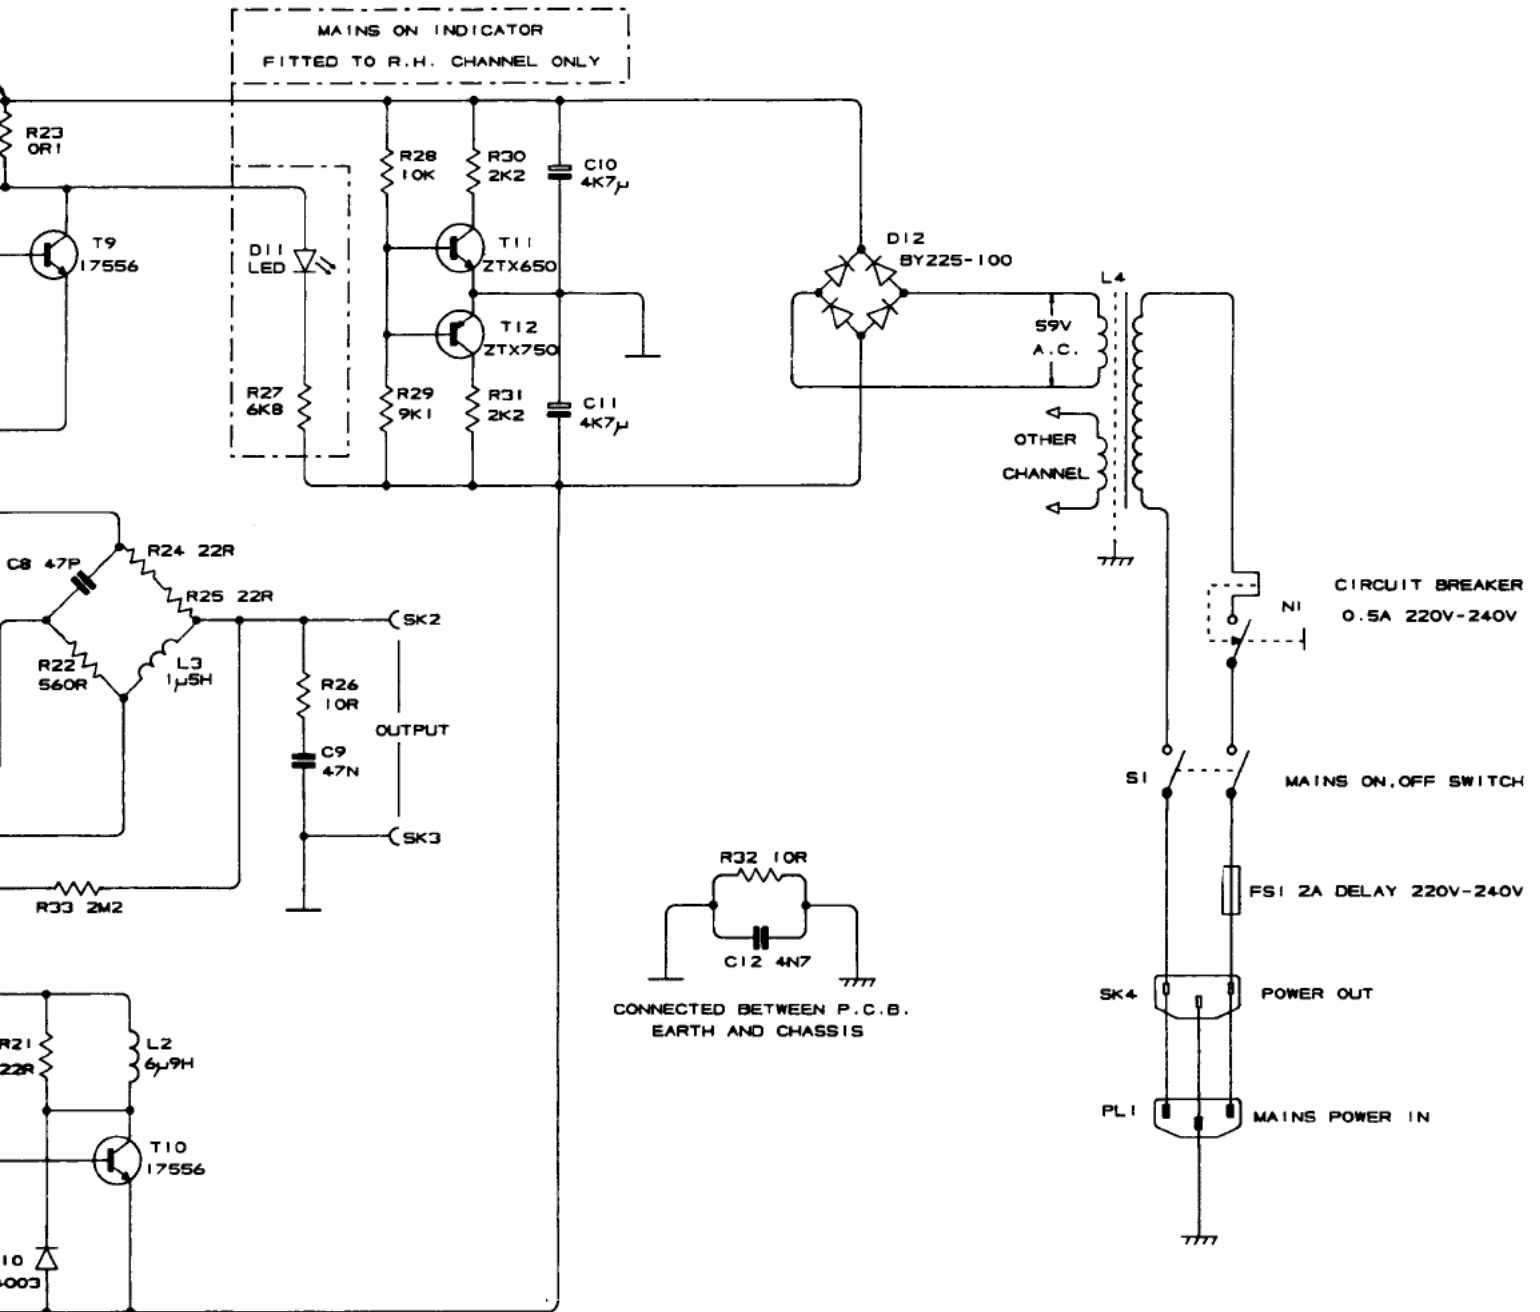 MAINS ON INDICATOR
FITTED TO R.H. CHANNEL ONLY
R23
0R1
R28
10K
R30
2K2
C10
4K7µ
T9
17556
D11
LED
T11
ZTX650
D12
BY225-100
L4
T12
ZTX750
59V
A.C.
R27
6K8
R29
9K1
R31
2K2
C11
4K7µ
OTHER
CHANNEL
C8 47P
R24 22R
R25 22R
SK2
CIRCUIT BREAKER
N1
0.5A 220V-240V
R22
560R
L3
1µ5H
R26
10R
OUTPUT
C9
47N
S1
MAINS ON.OFF SWITCH
SK3
R32 10R
FS1 2A DELAY 220V-240V
R33 2M2
C12 4N7
SK4
POWER OUT
CONNECTED BETWEEN P.C.B.
EARTH AND CHASSIS
R21
22R
L2
6µ9H
PL1
MAINS POWER IN
T10
17556
10
4003